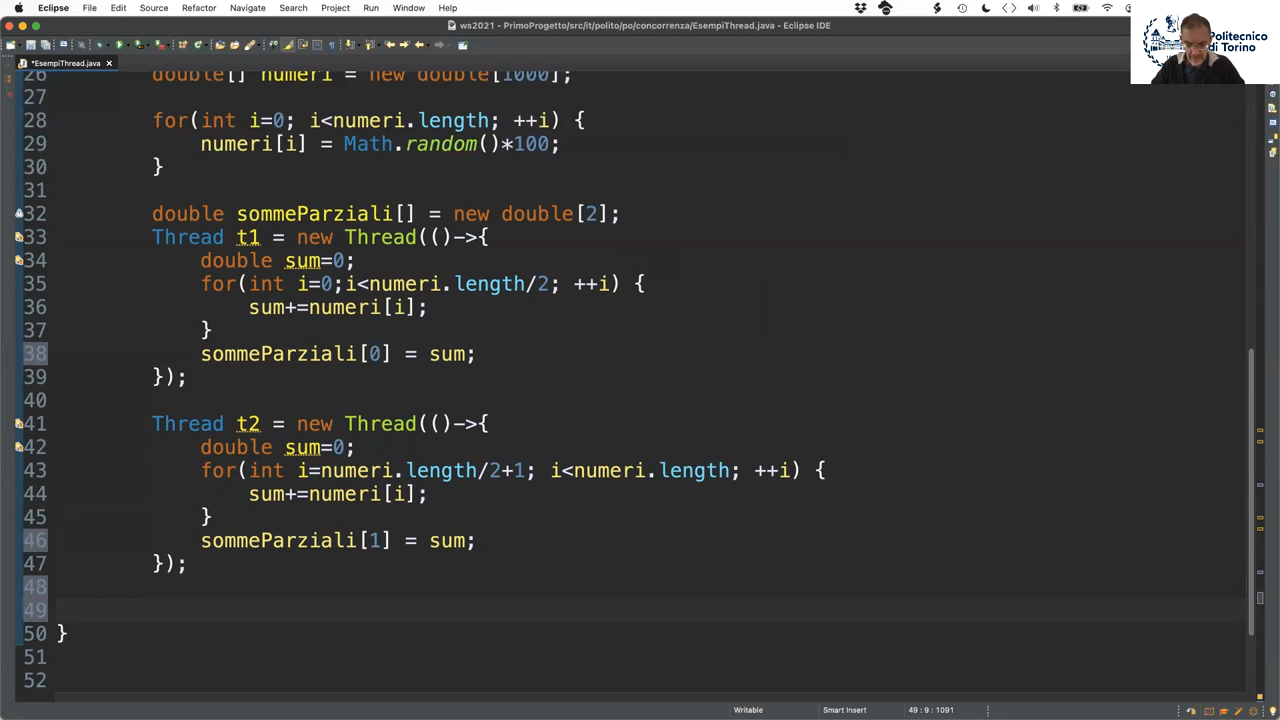 Eclipse File Edit Source Refactor Navigate Search Project Run Window Help
ws2021 - PrimoProgetto/src/it/polito/po/concorrenza/EsempiThread.java - Eclipse IDE
Politecnico
di Torino
*EsempiThread.java
26 double[] numeri = new double[1000];
27
28 for(int i=0; i<numeri.length; ++i) {
29 numeri[i] = Math.random()*100;
30 }
31
32 double sommeParziali[] = new double[2];
33 Thread t1 = new Thread(()->{
34 double sum=0;
35 for(int i=0;i<numeri.length/2; ++i) {
36 sum+=numeri[i];
37 }
38 sommeParziali[0] = sum;
39 });
40
41 Thread t2 = new Thread(()->{
42 double sum=0;
43 for(int i=numeri.length/2+1; i<numeri.length; ++i) {
44 sum+=numeri[i];
45 }
46 sommeParziali[1] = sum;
47 });
48
49
50 }
51
52
Writable Smart Insert 49 : 9 : 1091